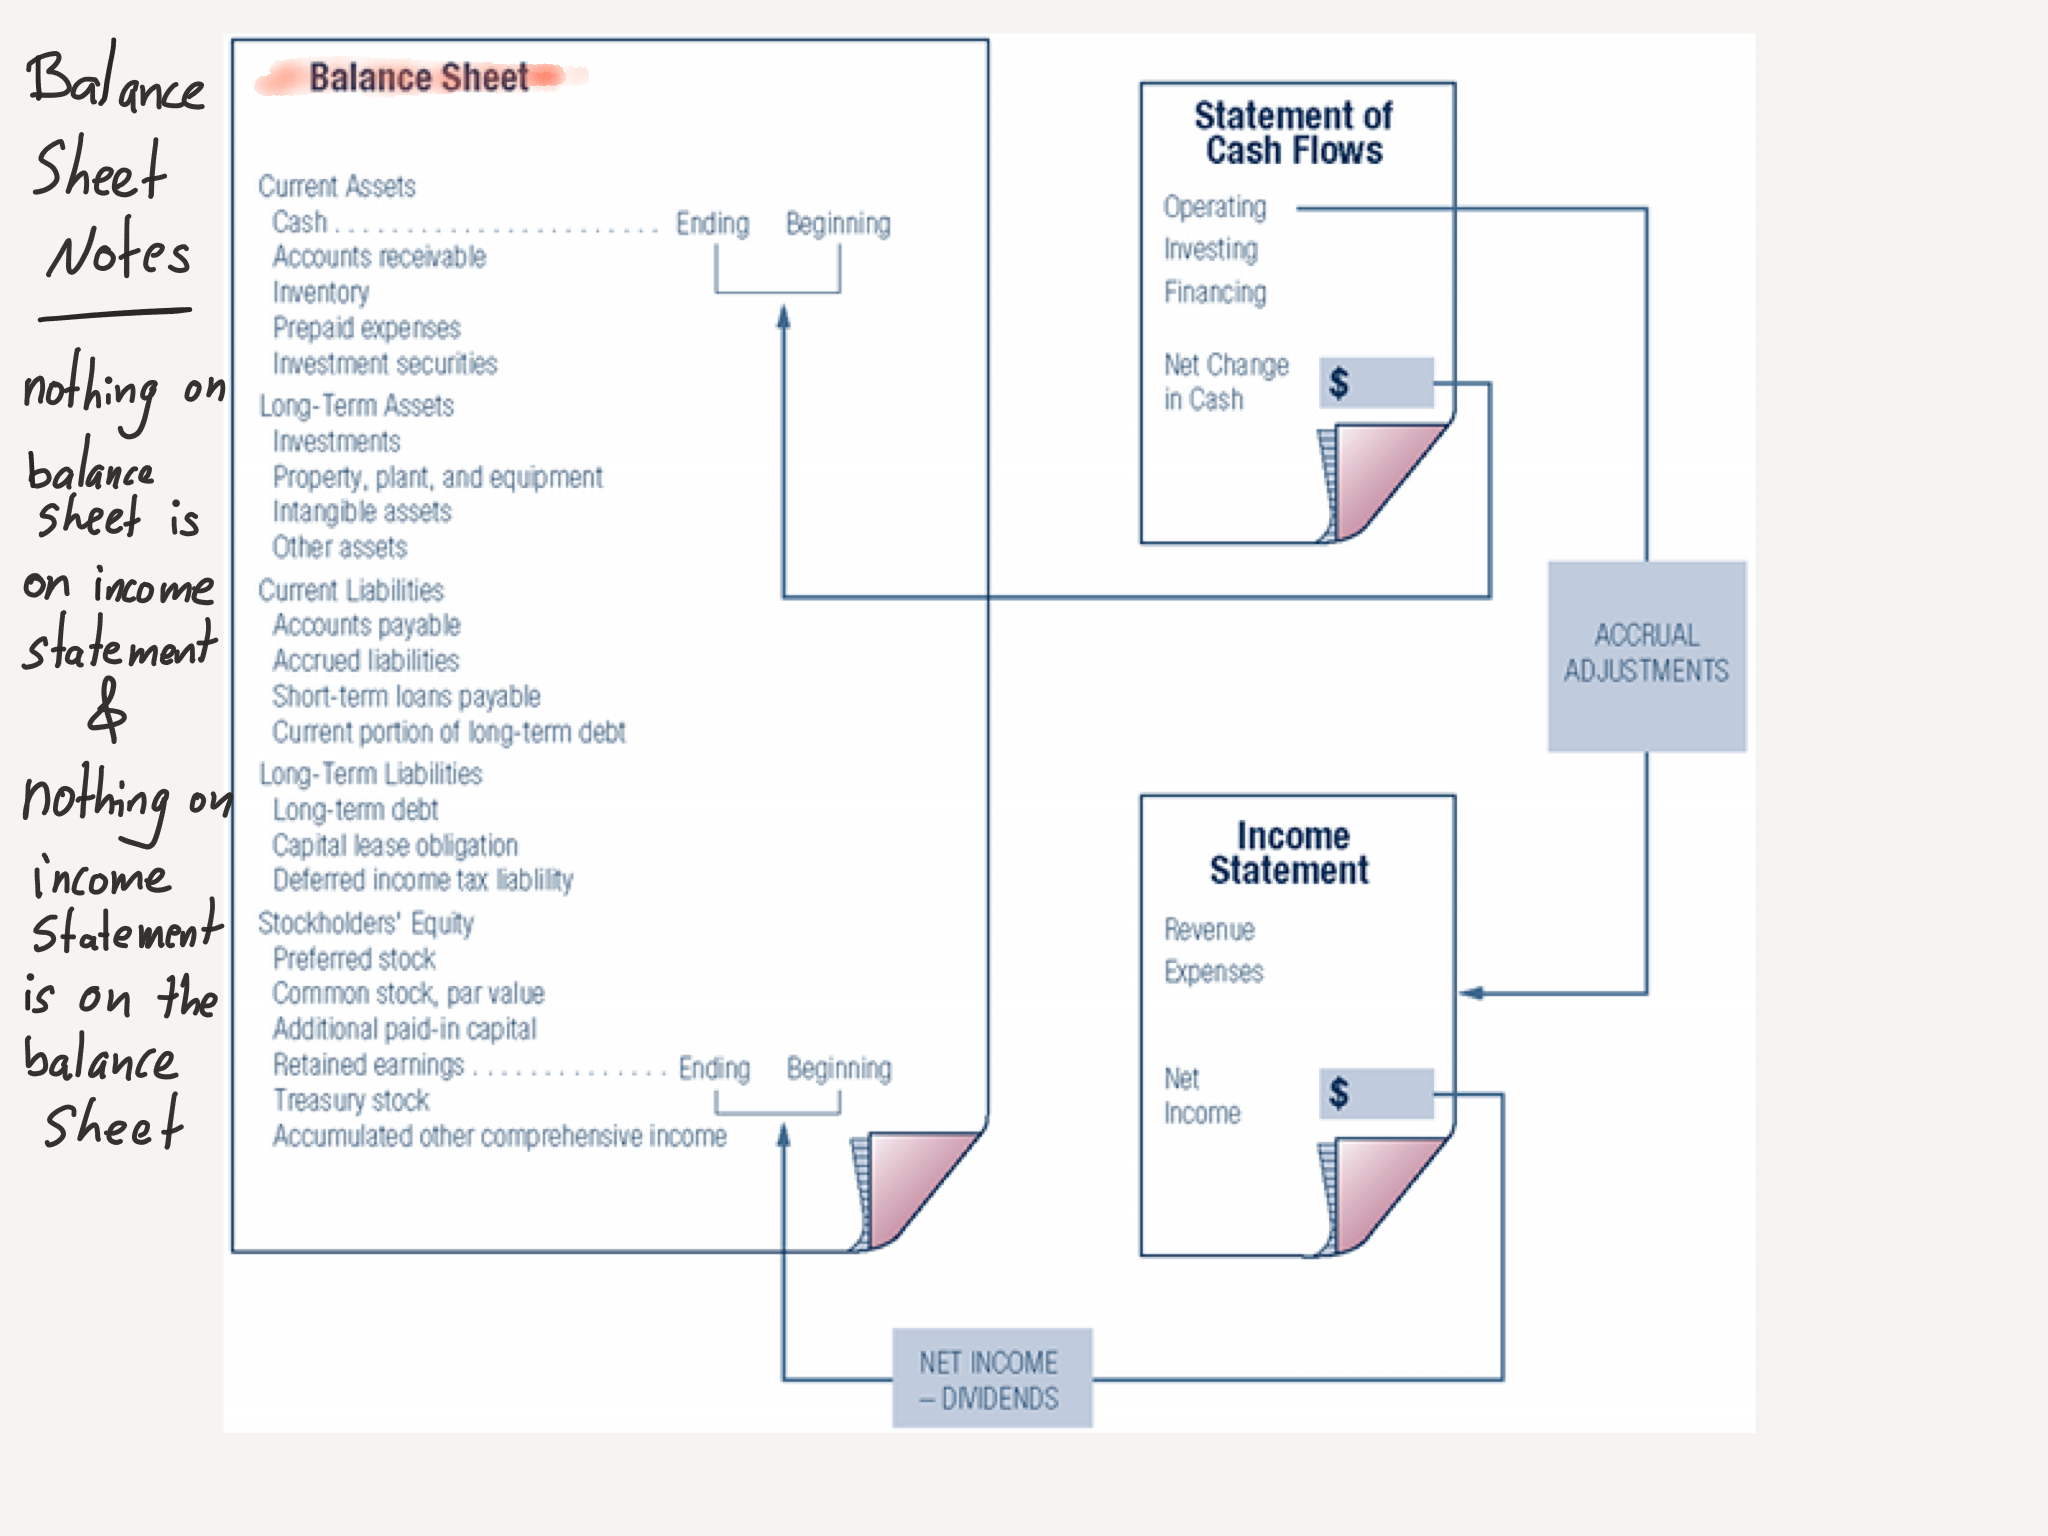 Balance
Sheet
Notes
nothing on
balance
sheet is
on income
statement
&
nothing on
income
statement
is on the
balance
sheet
Balance Sheet
Current Assets
Cash . . . . . . . . . . . . . . . . . . . . . . . Ending Beginning
Accounts receivable
Inventory
Prepaid expenses
Investment securities
Long-Term Assets
Investments
Property, plant, and equipment
Intangible assets
Other assets
Current Liabilities
Accounts payable
Accrued liabilities
Short-term loans payable
Current portion of long-term debt
Long-Term Liabilities
Long-term debt
Capital lease obligation
Deferred income tax liablility
Stockholders' Equity
Preferred stock
Common stock, par value
Additional paid-in capital
Retained earnings . . . . . . . . . . . . . . Ending Beginning
Treasury stock
Accumulated other comprehensive income
Statement of
Cash Flows
Operating
Investing
Financing
Net Change
in Cash $
ACCRUAL
ADJUSTMENTS
Income
Statement
Revenue
Expenses
Net
Income $
NET INCOME
– DIVIDENDS